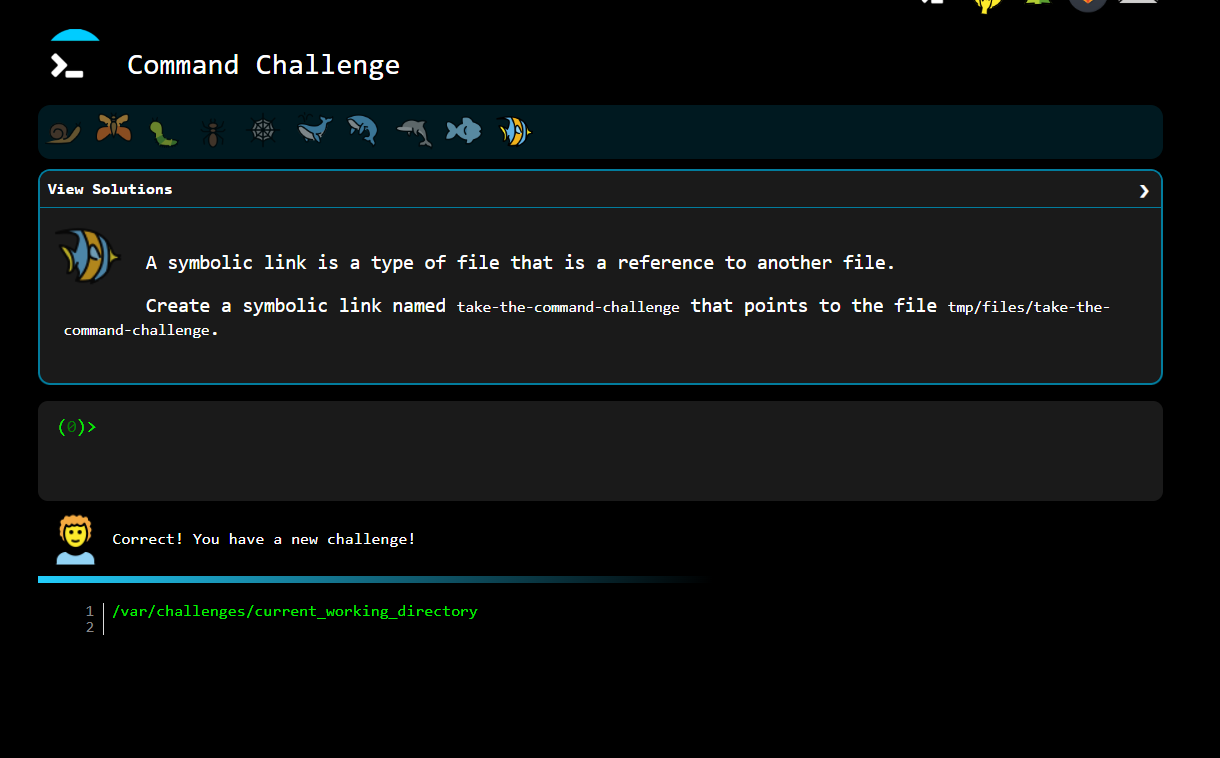 Command Challenge
View Solutions
A symbolic link is a type of file that is a reference to another file.
Create a symbolic link named take-the-command-challenge that points to the file tmp/files/take-the-
command-challenge.
(0)>
Correct! You have a new challenge!
1 /var/challenges/current_working_directory
2